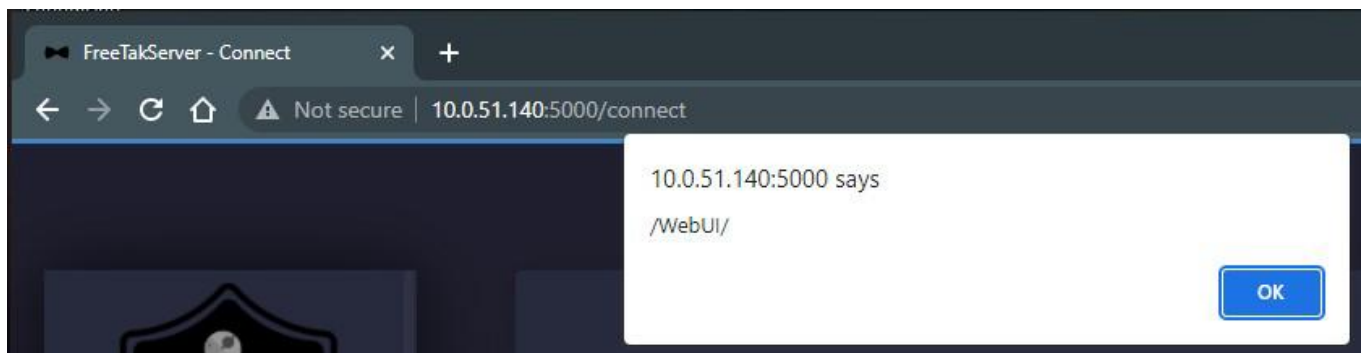 FreeTakServer - Connect
Not secure | 10.0.51.140:5000/connect
10.0.51.140:5000 says
/WebUI/
OK